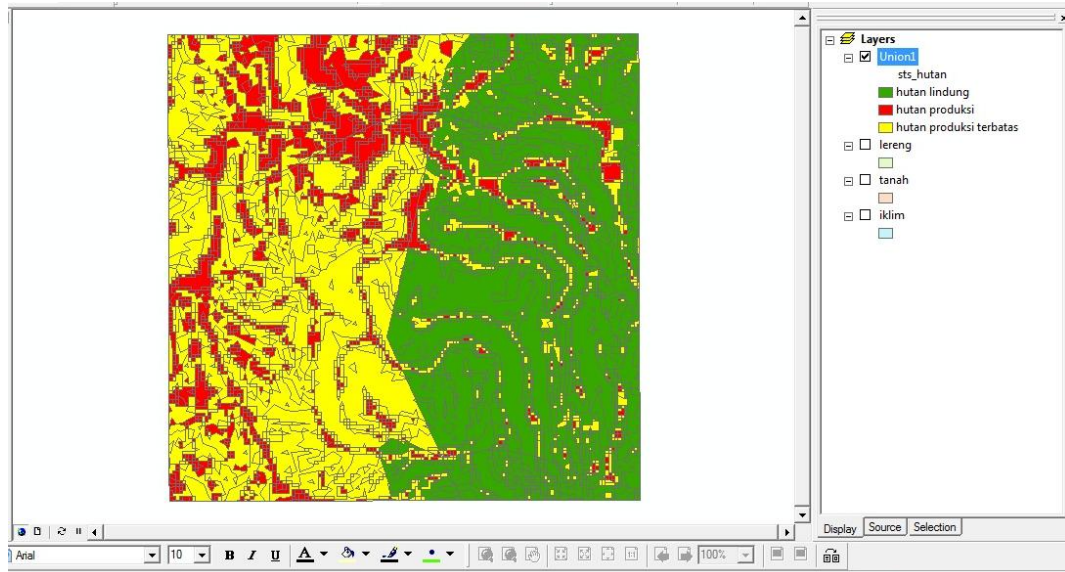 Layers
Union1
sts_hutan
hutan lindung
hutan produksi
hutan produksi terbatas
lereng
tanah
iklim
Display Source Selection
Arial 10 B I U A 100%